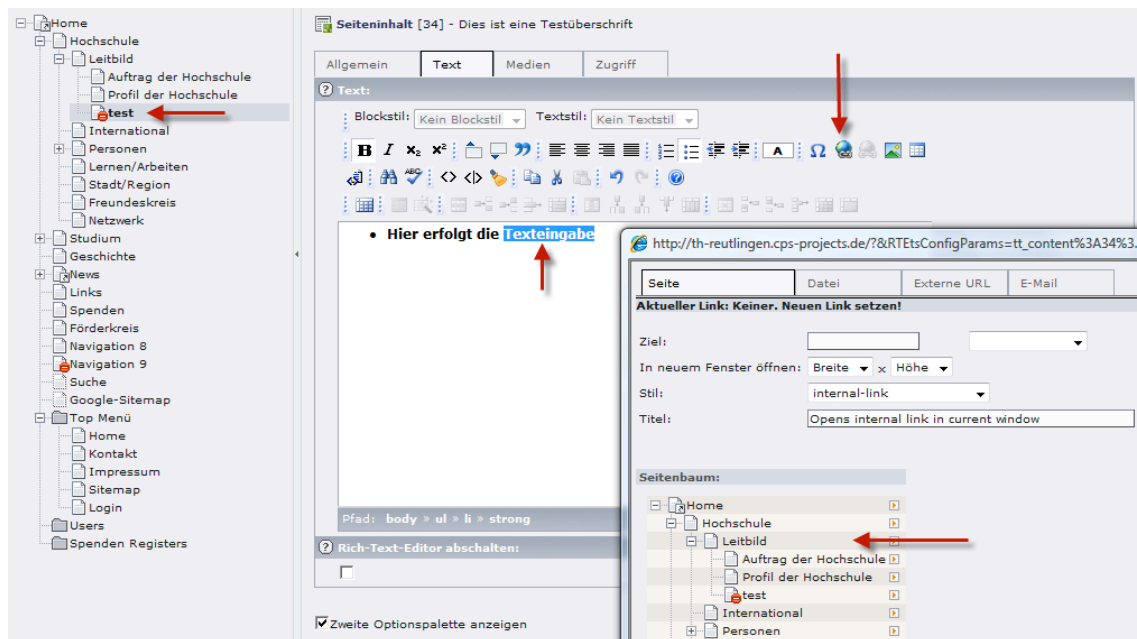 Home
Hochschule
Leitbild
Auftrag der Hochschule
Profil der Hochschule
test
International
Personen
Lernen/Arbeiten
Stadt/Region
Freundeskreis
Netzwerk
Studium
Geschichte
News
Links
Spenden
Förderkreis
Navigation 8
Navigation 9
Suche
Google-Sitemap
Top Menü
Home
Kontakt
Impressum
Sitemap
Login
Users
Spenden Registers
Seiteninhalt [34] - Dies ist eine Testüberschrift
Allgemein Text Medien Zugriff
Text:
Blockstil: Kein Blockstil Textstil: Kein Textstil
B I x₂ x² A Ω
ABC
• Hier erfolgt die Texteingabe
Pfad: body » ul » li » strong
Rich-Text-Editor abschalten:
Zweite Optionspalette anzeigen
http://th-reutlingen.cps-projects.de/?&RTEtsConfigParams=tt_content%3A34%3.
Seite Datei Externe URL E-Mail
Aktueller Link: Keiner. Neuen Link setzen!
Ziel:
In neuem Fenster öffnen: Breite x Höhe
Stil: internal-link
Titel: Opens internal link in current window
Seitenbaum:
Home
Hochschule
Leitbild
Auftrag der Hochschule
Profil der Hochschule
test
International
Personen